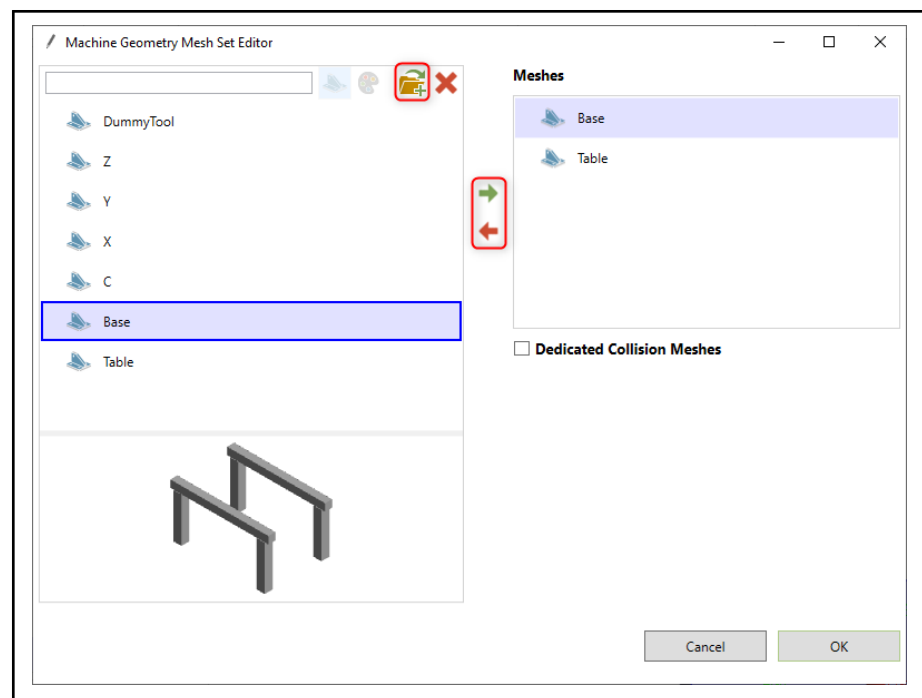 Machine Geometry Mesh Set Editor
DummyTool
Z
Y
X
C
Base
Table
Meshes
Base
Table
Dedicated Collision Meshes
Cancel
OK